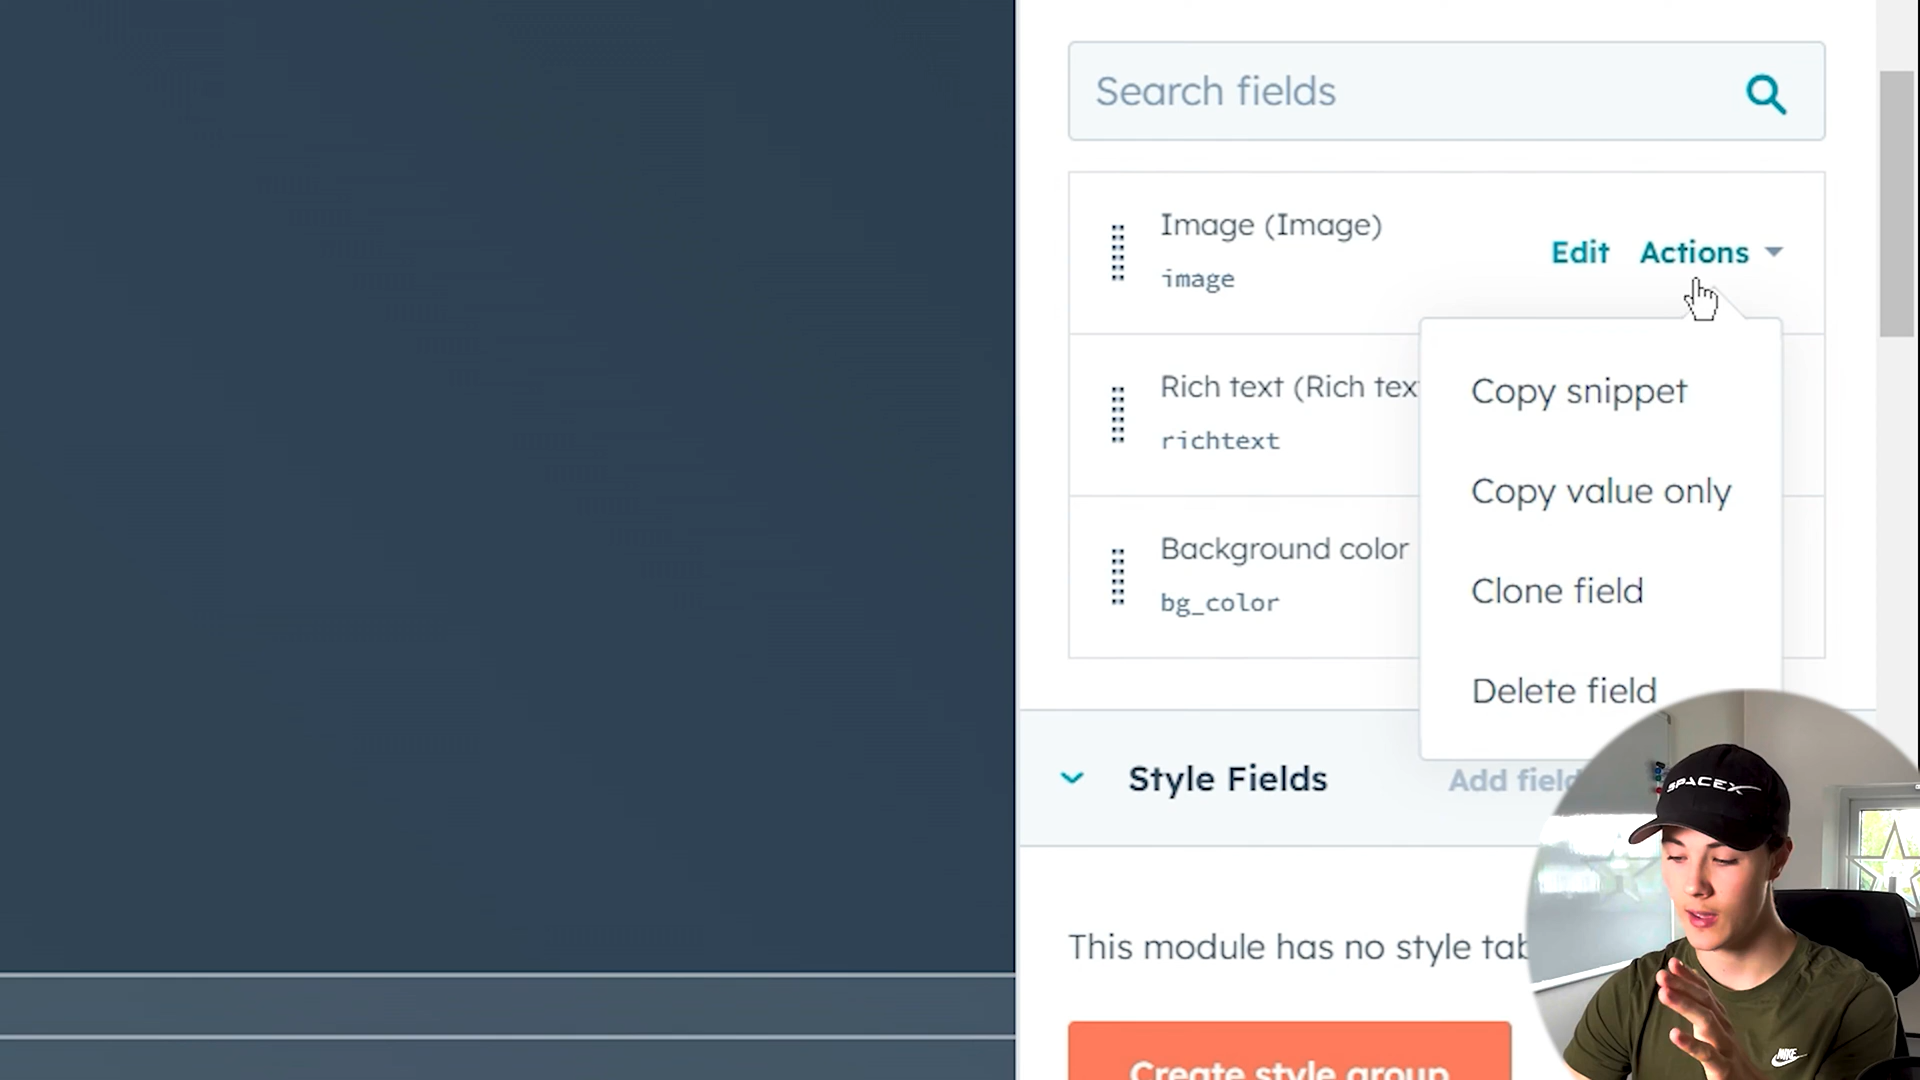 Search fields
Image (Image)
image
Edit Actions
Rich text (Rich tex
richtext
Background color
bg_color
Copy snippet
Copy value only
Clone field
Delete field
Style Fields
Add field
This module has no style tab
Create style group
SPACEX
NIKE